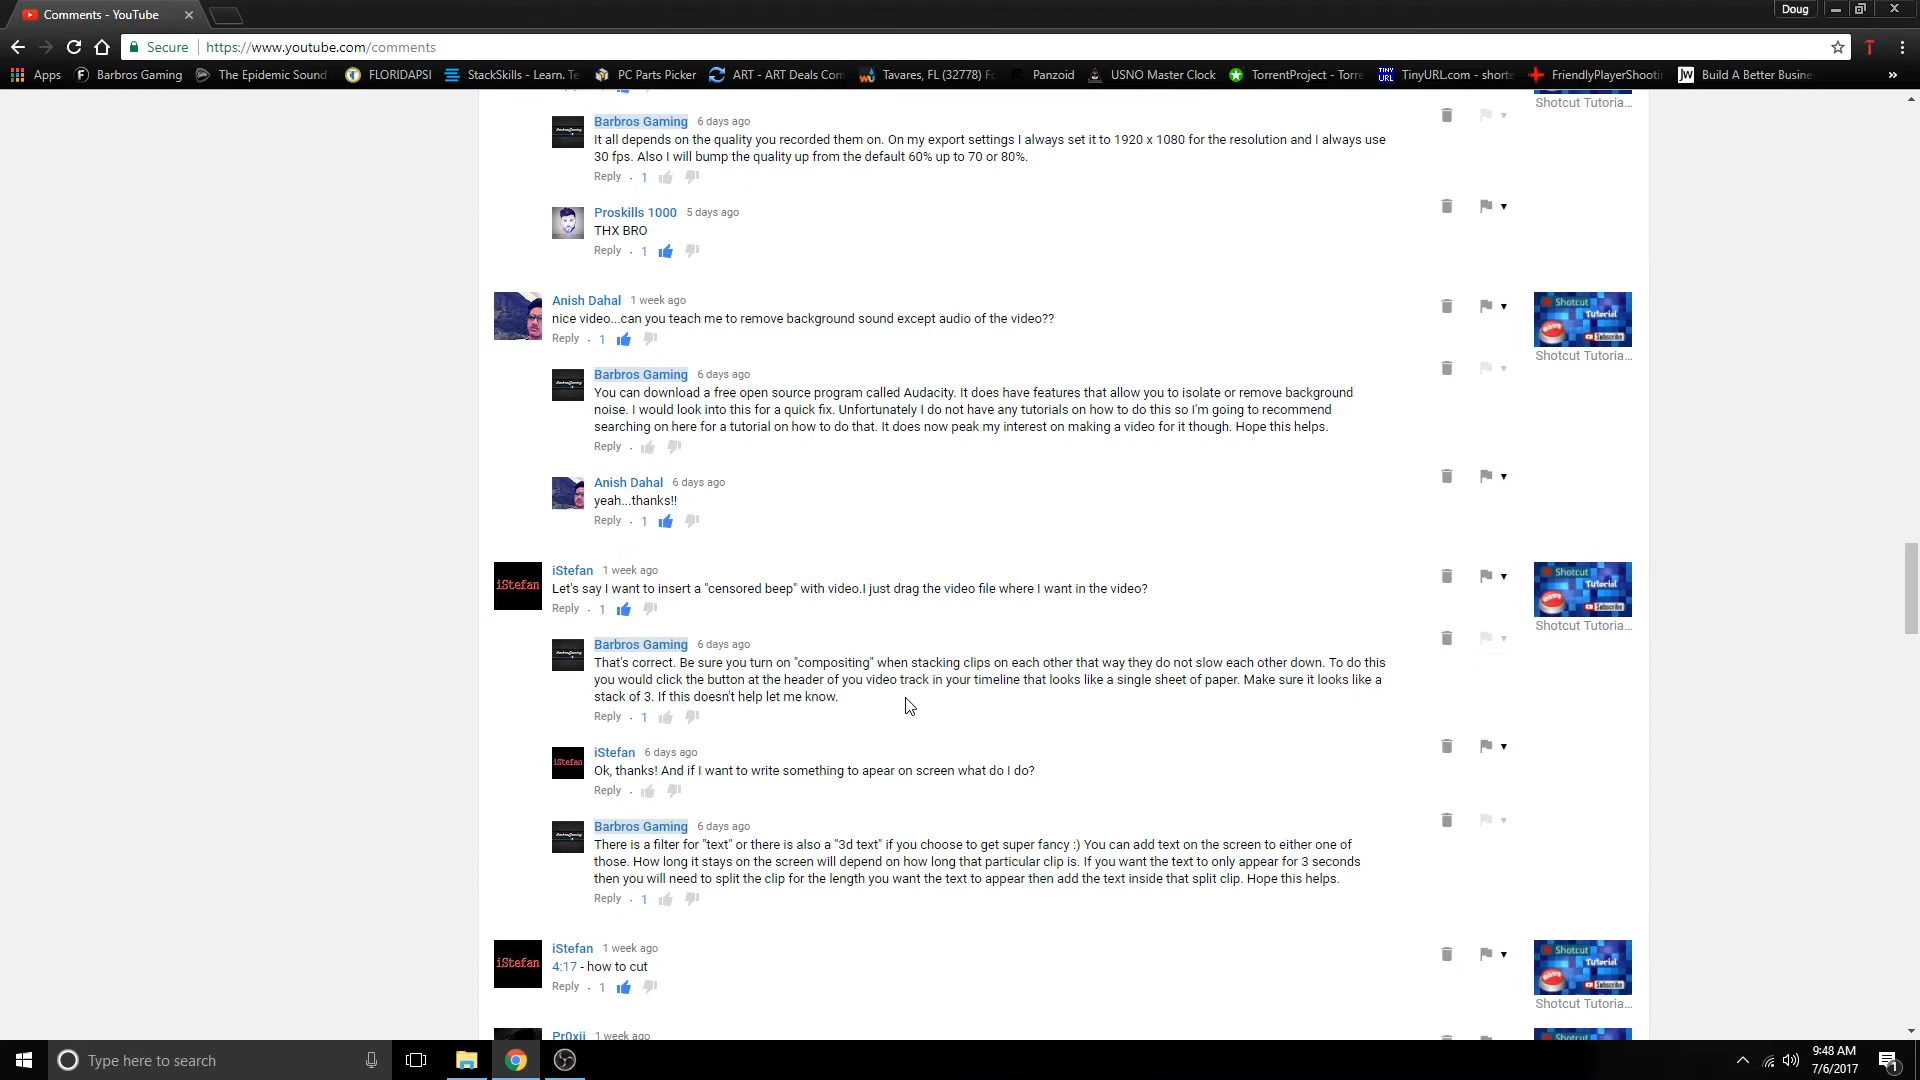 Comments - YouTube
Doug
Secure https://www.youtube.com/comments
Apps Barbros Gaming The Epidemic Sound FLORIDAPSI StackSkills - Learn. Te PC Parts Picker ART - ART Deals Com Tavares, FL (32778) Fo Panzoid USNO Master Clock TorrentProject - Torre TINY URL TinyURL.com - shorte FriendlyPlayerShooti JW Build A Better Busine »
Shotcut Tutoria...
Barbros Gaming 6 days ago
It all depends on the quality you recorded them on. On my export settings I always set it to 1920 x 1080 for the resolution and I always use
30 fps. Also I will bump the quality up from the default 60% up to 70 or 80%.
Reply . 1
Proskills 1000 5 days ago
THX BRO
Reply . 1
Anish Dahal 1 week ago
nice video...can you teach me to remove background sound except audio of the video??
Reply . 1
Shotcut
Tutorial
Subscribe
Shotcut Tutoria...
Barbros Gaming 6 days ago
You can download a free open source program called Audacity. It does have features that allow you to isolate or remove background
noise. I would look into this for a quick fix. Unfortunately I do not have any tutorials on how to do this so I'm going to recommend
searching on here for a tutorial on how to do that. It does now peak my interest on making a video for it though. Hope this helps.
Reply .
Anish Dahal 6 days ago
yeah...thanks!!
Reply . 1
iStefan
iStefan 1 week ago
Let's say I want to insert a "censored beep" with video.I just drag the video file where I want in the video?
Reply . 1
Shotcut
Tutorial
Subscribe
Shotcut Tutoria...
Barbros Gaming 6 days ago
That's correct. Be sure you turn on "compositing" when stacking clips on each other that way they do not slow each other down. To do this
you would click the button at the header of you video track in your timeline that looks like a single sheet of paper. Make sure it looks like a
stack of 3. If this doesn't help let me know.
Reply . 1
iStefan
iStefan 6 days ago
Ok, thanks! And if I want to write something to apear on screen what do I do?
Reply .
Barbros Gaming 6 days ago
There is a filter for "text" or there is also a "3d text" if you choose to get super fancy :) You can add text on the screen to either one of
those. How long it stays on the screen will depend on how long that particular clip is. If you want the text to only appear for 3 seconds
then you will need to split the clip for the length you want the text to appear then add the text inside that split clip. Hope this helps.
Reply . 1
iStefan
iStefan 1 week ago
4:17 - how to cut
Reply . 1
Shotcut
Tutorial
Subscribe
Shotcut Tutoria...
Pr0xii 1 week ago
Type here to search
9:48 AM
7/6/2017
1